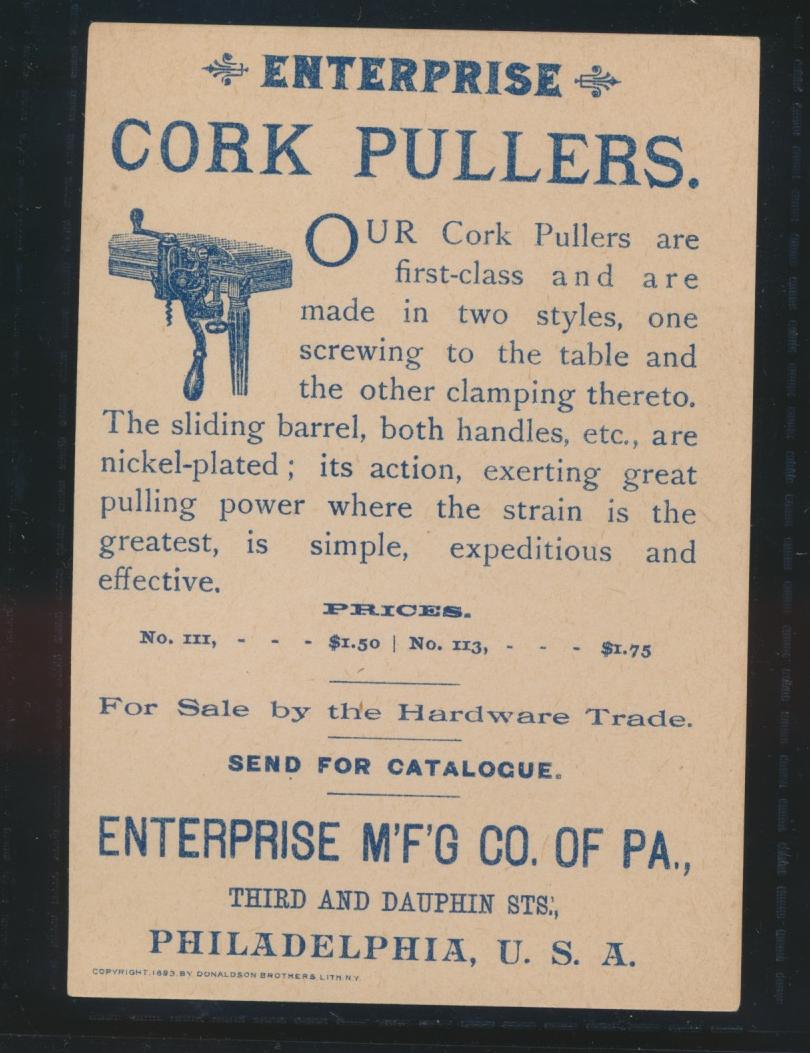 ENTERPRISE
CORK PULLERS.
OUR Cork Pullers are
first-class and are
made in two styles, one
screwing to the table and
the other clamping thereto.
The sliding barrel, both handles, etc., are
nickel-plated; its action, exerting great
pulling power where the strain is the
greatest, is simple, expeditious and
effective.
PRICES.
No. 111, - - - $1.50 | No. 113, - - - $1.75
For Sale by the Hardware Trade.
SEND FOR CATALOGUE.
ENTERPRISE M'F'G CO. OF PA.,
THIRD AND DAUPHIN STS.,
PHILADELPHIA, U. S. A.
COPYRIGHT, 1893, BY DONALDSON BROTHERS, LITH. N.Y.